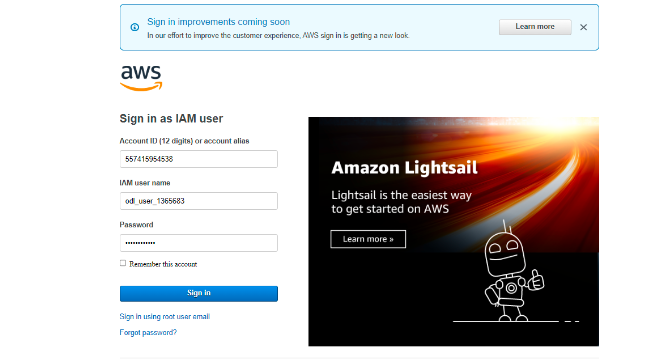 Sign in improvements coming soon
In our effort to improve the customer experience, AWS sign in is getting a new look.
Learn more
aws
Sign in as IAM user
Account ID (12 digits) or account alias
557415954538
IAM user name
odl_user_1365683
Password
••••••••••••
Remember this account
Sign in
Sign in using root user email
Forgot password?
Amazon Lightsail
Lightsail is the easiest way
to get started on AWS
Learn more »